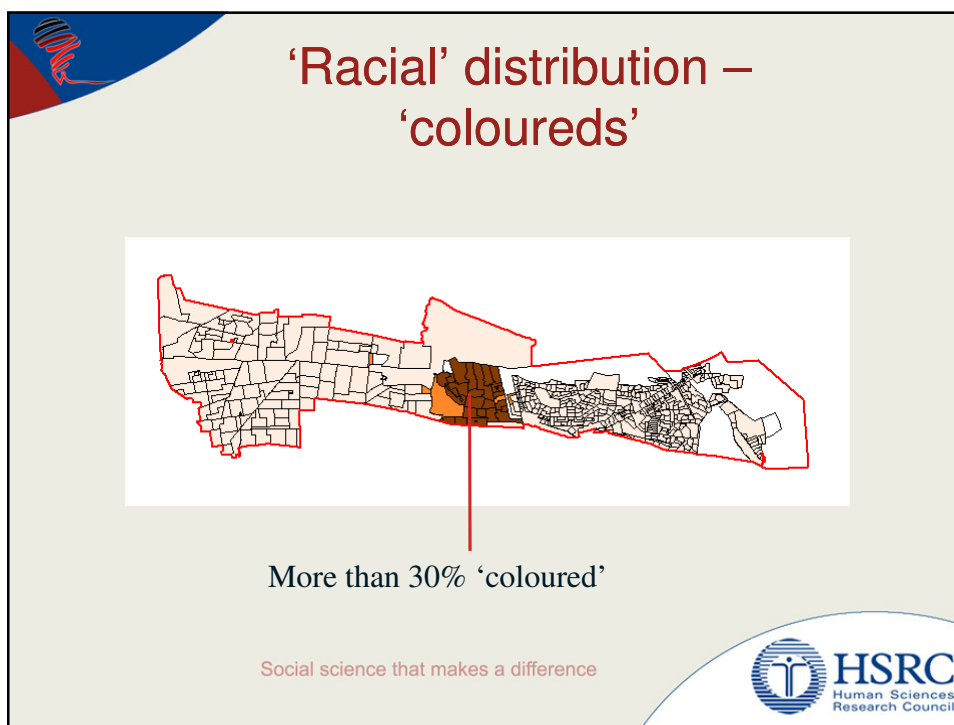 ‘Racial’ distribution –
‘coloureds’
More than 30% ‘coloured’
Social science that makes a difference
HSRC
Human Sciences
Research Council